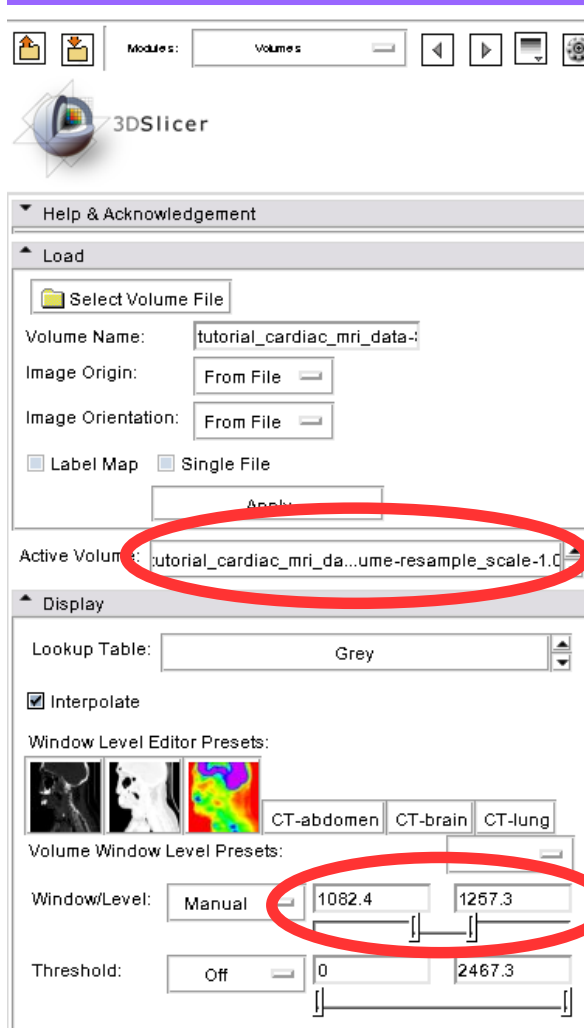 Modules: Volumes
3DSlicer
Help & Acknowledgement
Load
Select Volume File
Volume Name: tutorial_cardiac_mri_data-
Image Origin: From File
Image Orientation: From File
Label Map Single File
Apply
Active Volume: tutorial_cardiac_mri_da...ume-resample_scale-1.0
Display
Lookup Table: Grey
Interpolate
Window Level Editor Presets:
CT-abdomen CT-brain CT-lung
Volume Window Level Presets:
Window/Level: Manual 1082.4 1257.3
Threshold: Off 0 2467.3